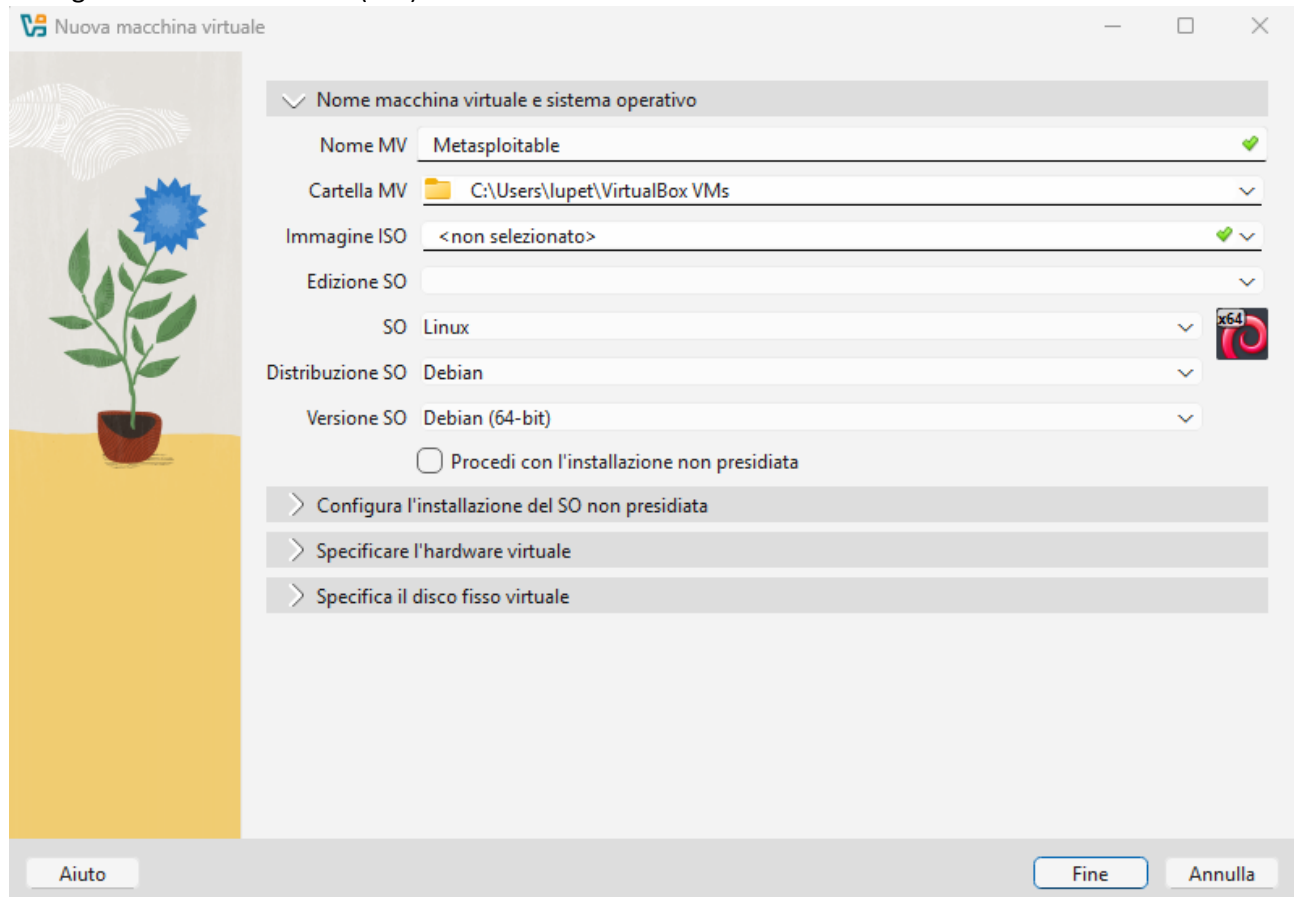 Nuova macchina virtuale
Nome macchina virtuale e sistema operativo
Nome MV Metasploitable
Cartella MV C:\Users\lupet\VirtualBox VMs
Immagine ISO <non selezionato>
Edizione SO
SO Linux
x64
Distribuzione SO Debian
Versione SO Debian (64-bit)
Procedi con l'installazione non presidiata
Configura l'installazione del SO non presidiata
Specificare l'hardware virtuale
Specifica il disco fisso virtuale
Aiuto Fine Annulla